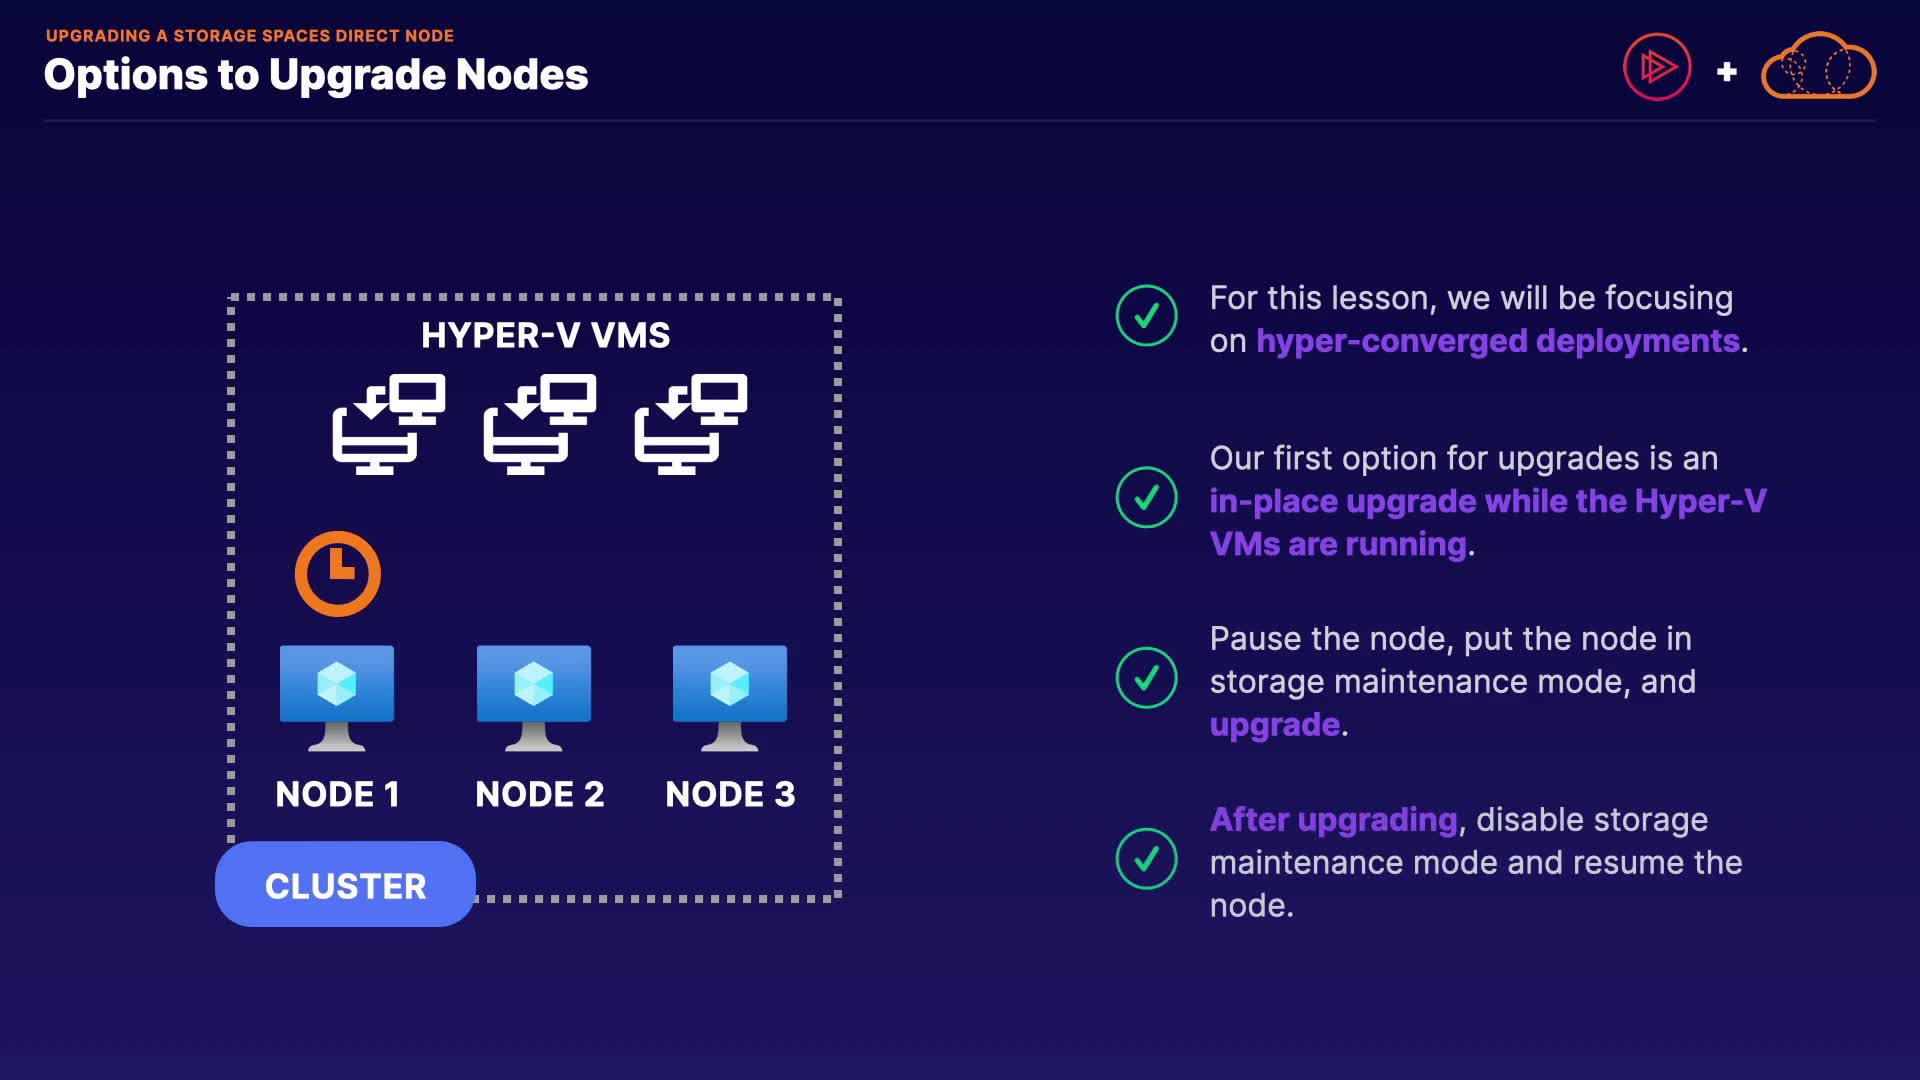 UPGRADING A STORAGE SPACES DIRECT NODE
Options to Upgrade Nodes
HYPER-V VMS
NODE 1
NODE 2
NODE 3
CLUSTER
For this lesson, we will be focusing
on hyper-converged deployments.
Our first option for upgrades is an
in-place upgrade while the Hyper-V
VMs are running.
Pause the node, put the node in
storage maintenance mode, and
upgrade.
After upgrading, disable storage
maintenance mode and resume the
node.